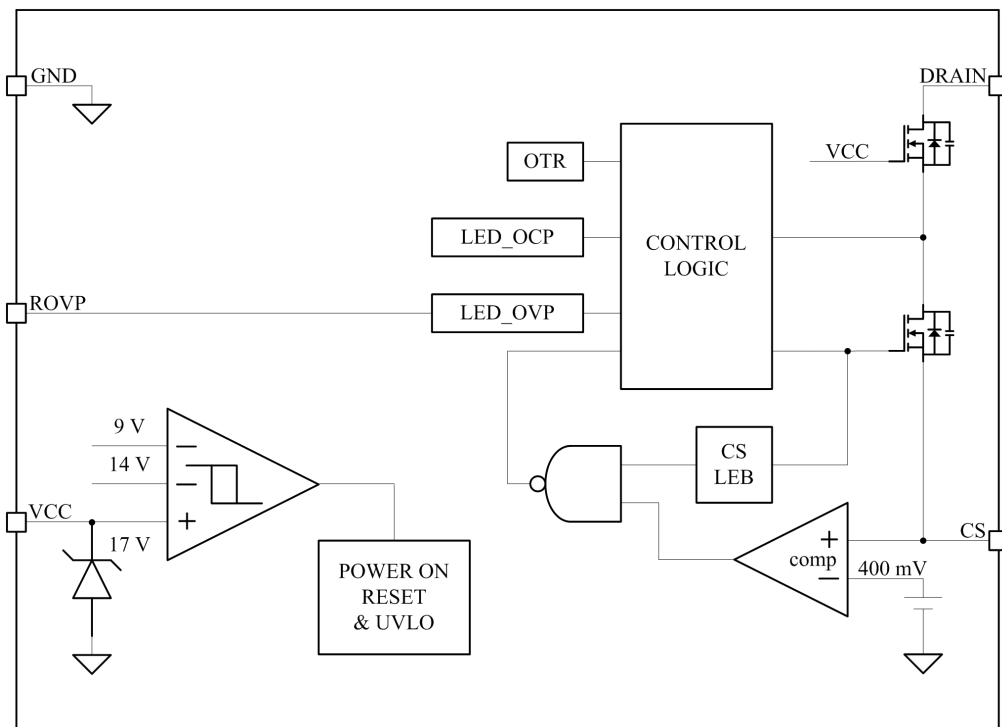 GND
DRAIN
OTR
VCC
LED_OCP
CONTROL
LOGIC
ROVP
LED_OVP
9 V
14 V
CS
LEB
VCC
17 V
CS
comp
400 mV
POWER ON
RESET
& UVLO